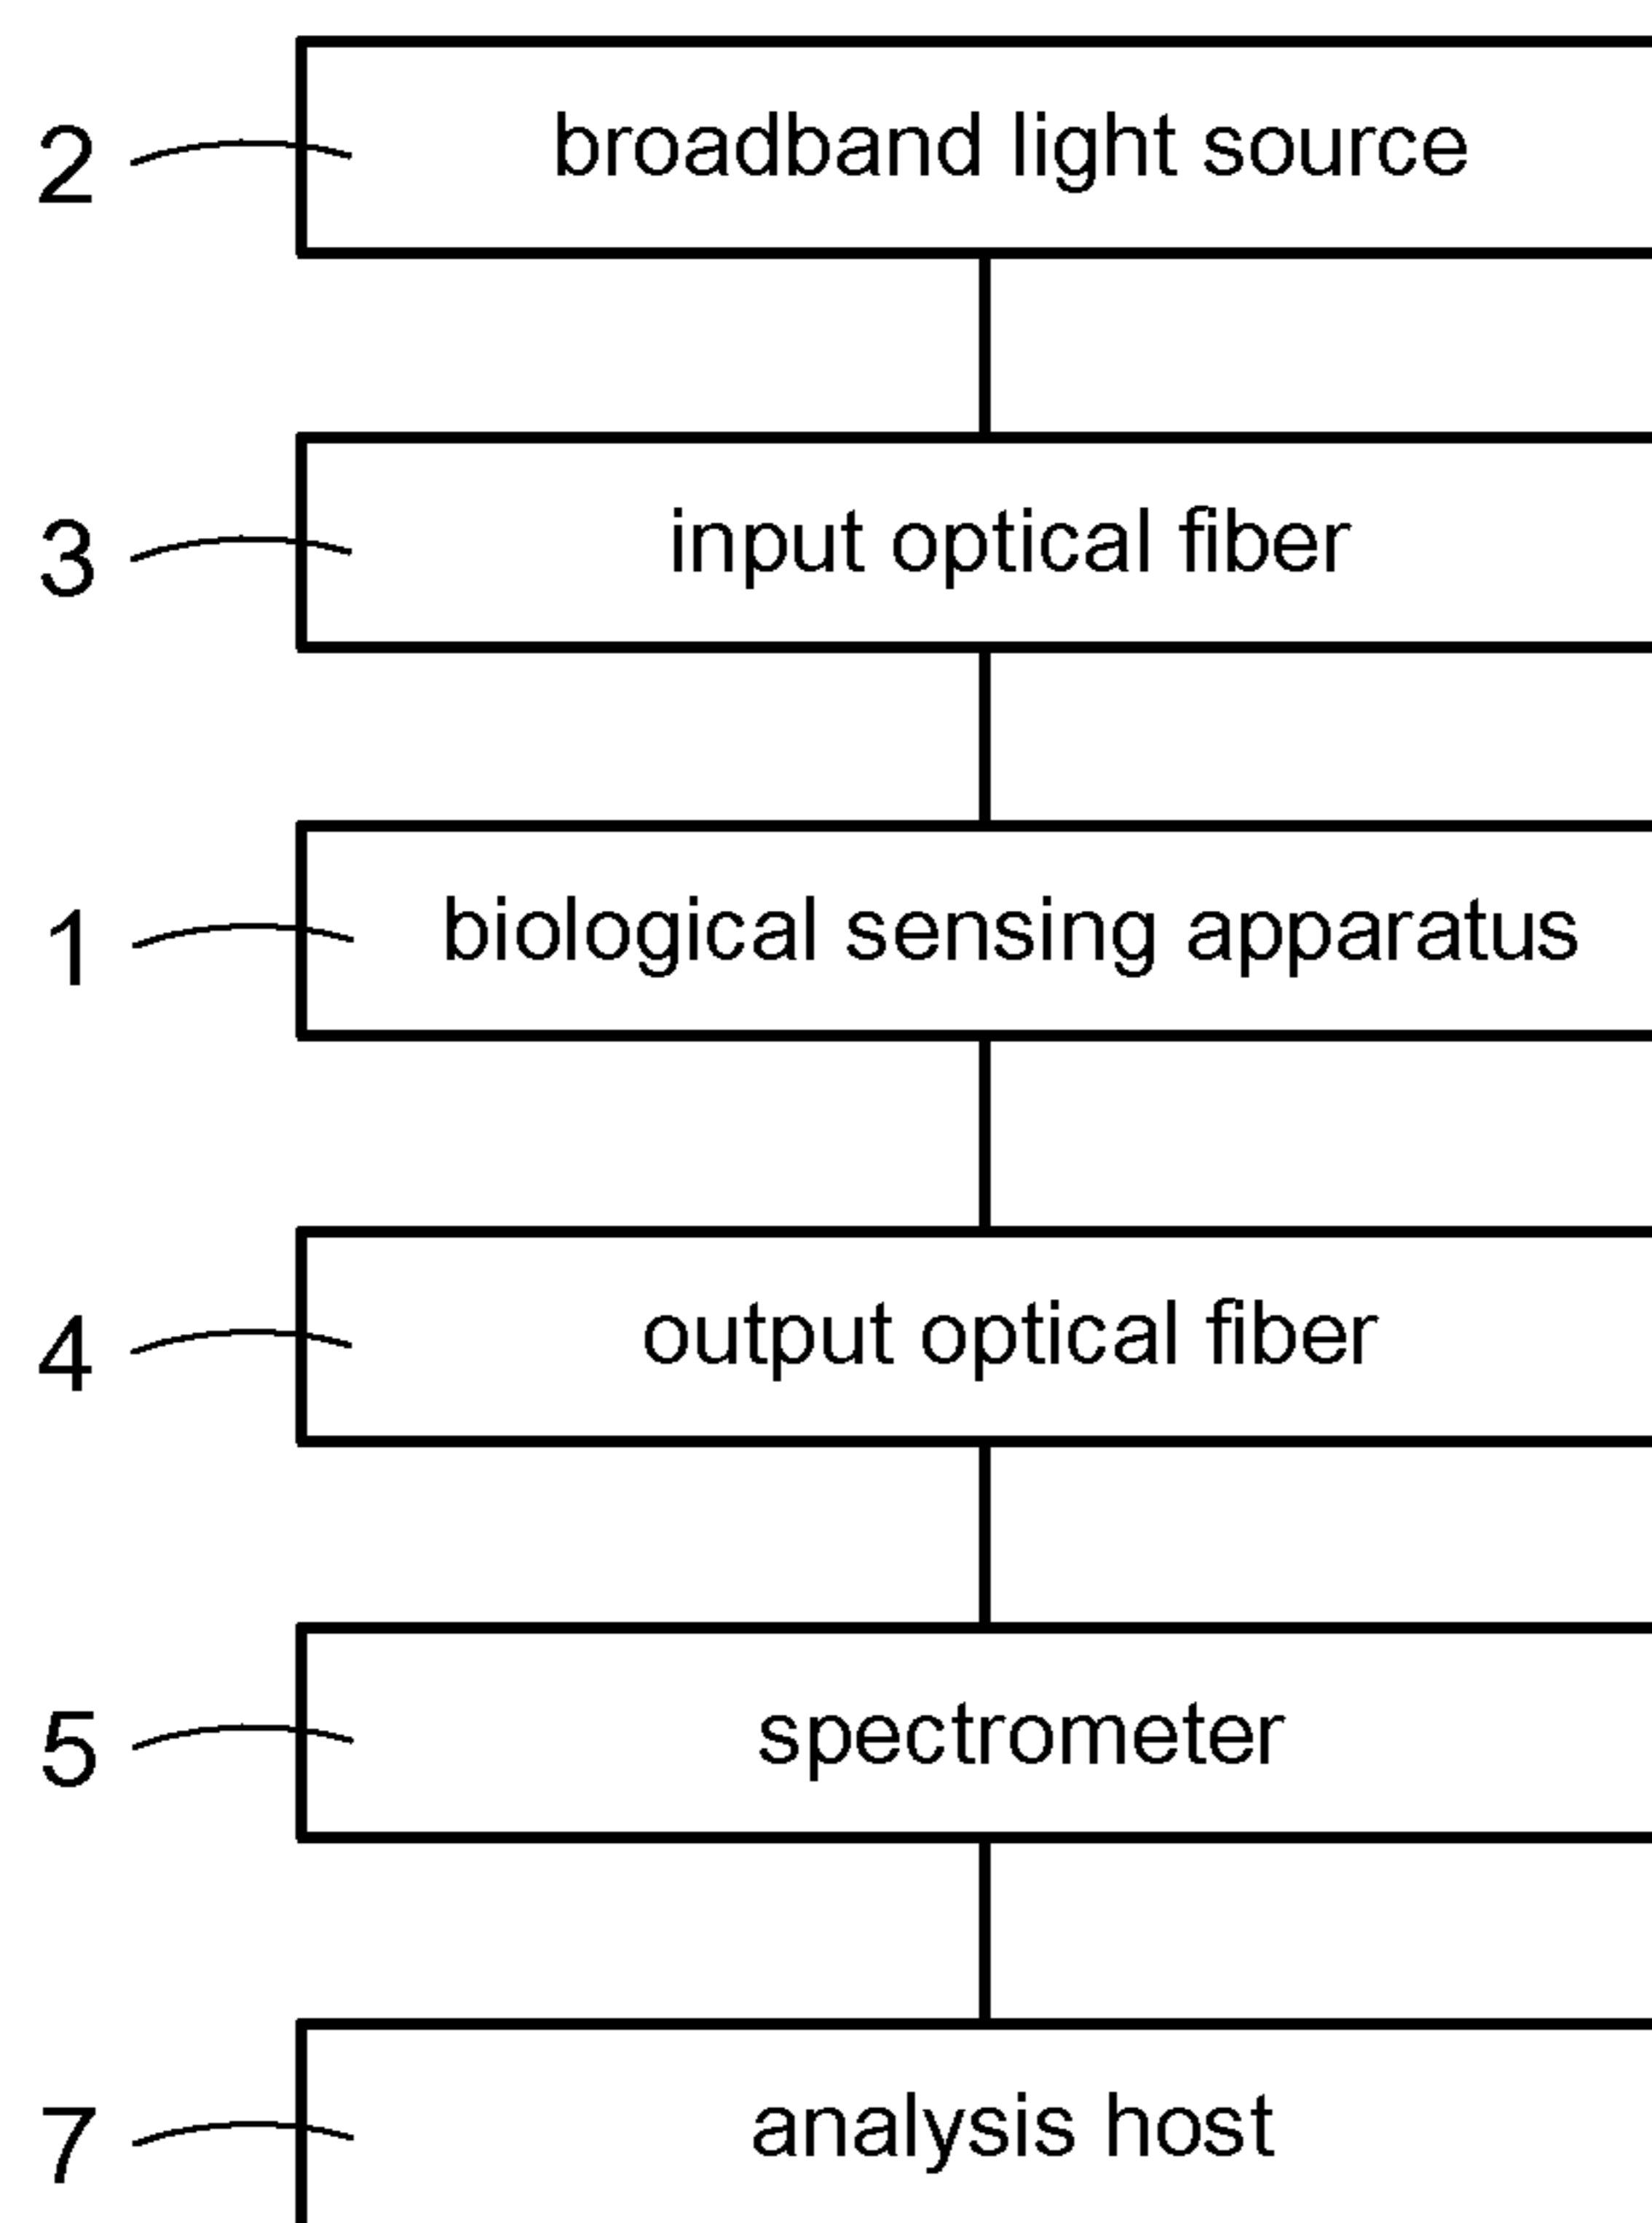 2 broadband light source
3 input optical fiber
1 biological sensing apparatus
4 output optical fiber
5 spectrometer
7 analysis host